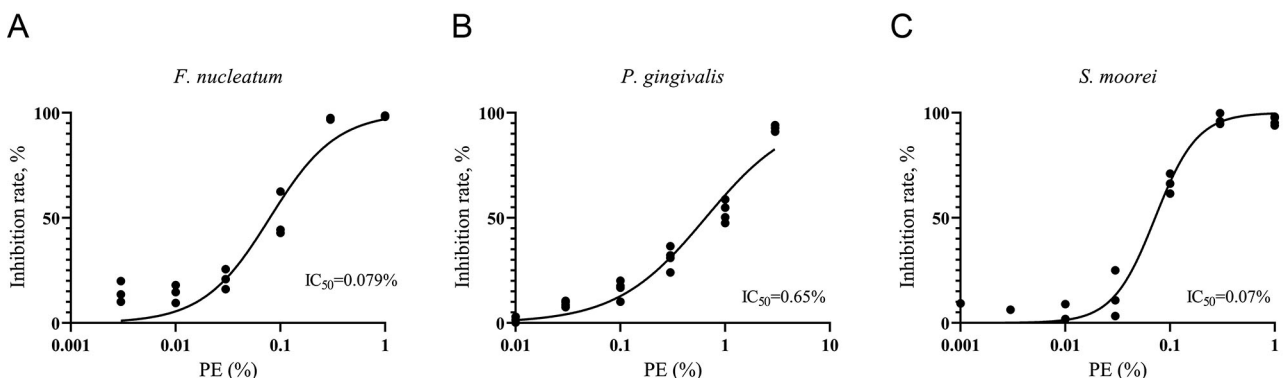 A
F. nucleatum
Inhibition rate, %
100
50
0
0.001
0.01
0.1
1
PE (%)
IC50=0.079%
B
P. gingivalis
Inhibition rate, %
100
50
0
0.01
0.1
1
10
PE (%)
IC50=0.65%
C
S. moorei
Inhibition rate, %
100
50
0
0.001
0.01
0.1
1
PE (%)
IC50=0.07%